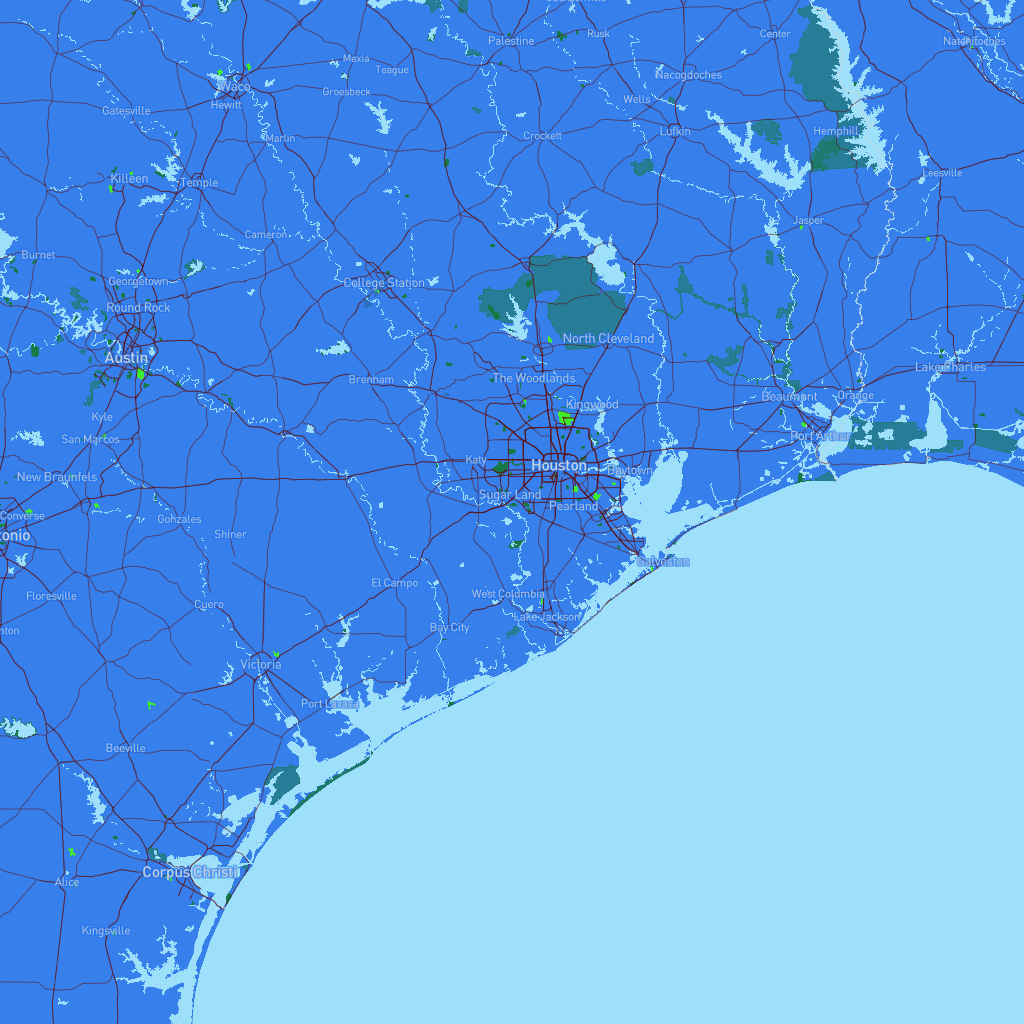 Palestine
Rusk
Center
Natchitoches
Mexia
Teague
Nacogdoches
Waco
Groesbeck
Wells
Hewitt
Gatesville
Crockett
Lufkin
Hemphill
Marlin
Killeen
Temple
Leesville
Jasper
Cameron
Burnet
Georgetown
College Station
Round Rock
North Cleveland
Austin
Lake Charles
Brenham
The Woodlands
Beaumont
Orange
Kingwood
Kyle
San Marcos
Port Arthur
Katy
Houston
Baytown
New Braunfels
Sugar Land
Pearland
Converse
Gonzales
tonio
Shiner
Galveston
El Campo
Floresville
West Columbia
Cuero
Lake Jackson
Bay City
nton
Victoria
Port Lavaca
Beeville
Corpus Christi
Alice
Kingsville